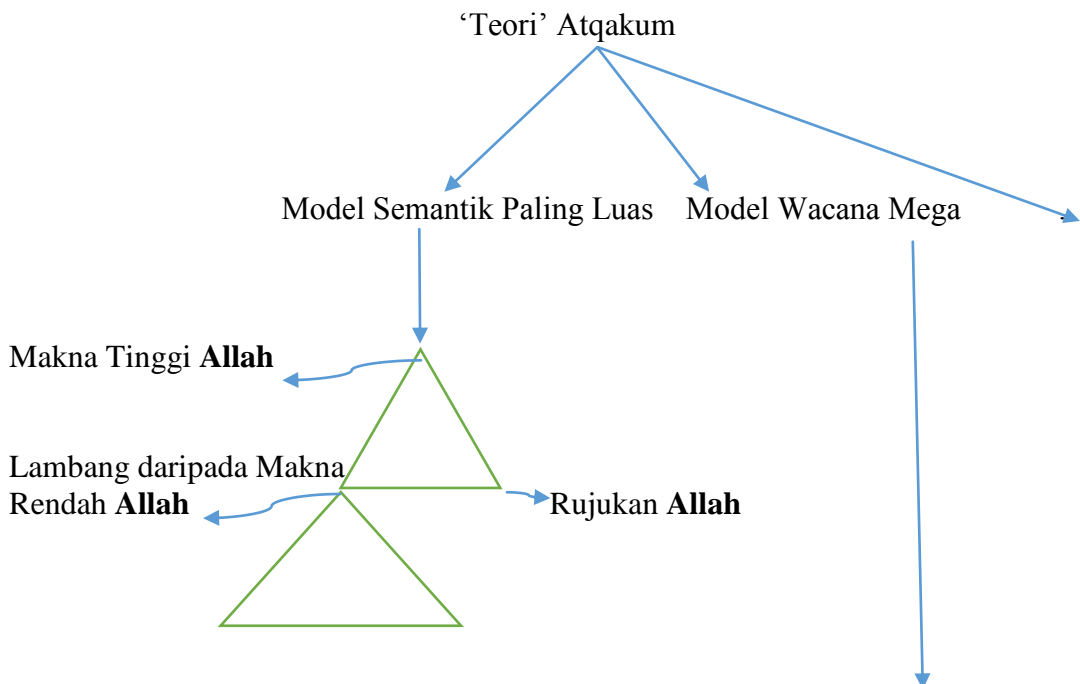 ‘Teori’ Atqakum
Model Semantik Paling Luas Model Wacana Mega
Makna Tinggi Allah
Lambang daripada Makna
Rendah Allah
Rujukan Allah